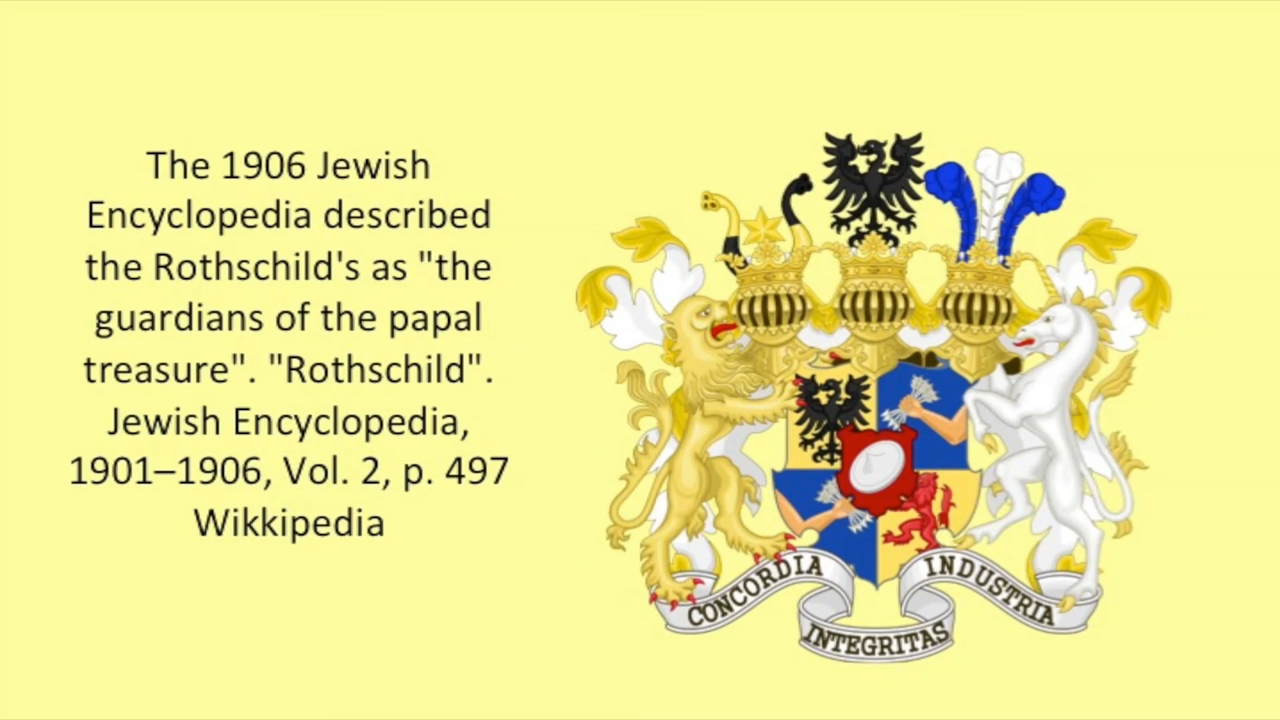 The 1906 Jewish
Encyclopedia described
the Rothschild's as "the
guardians of the papal
treasure". "Rothschild".
Jewish Encyclopedia,
1901–1906, Vol. 2, p. 497
Wikkipedia
CONCORDIA
INTEGRITAS
INDUSTRIA